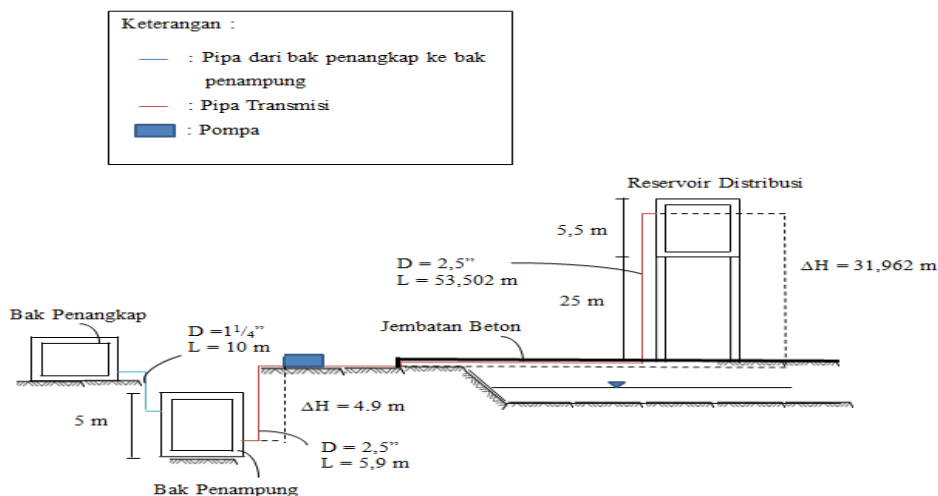 Keterangan :
: Pipa dari bak penangkap ke bak
penampung
: Pipa Transmisi
: Pompa
Reservoir Distribusi
5,5 m
D = 2,5”
L = 53,502 m
ΔH = 31,962 m
25 m
Bak Penangkap
D =1¹/₄”
L = 10 m
Jembatan Beton
5 m
ΔH = 4.9 m
D = 2,5”
L = 5,9 m
Bak Penampung